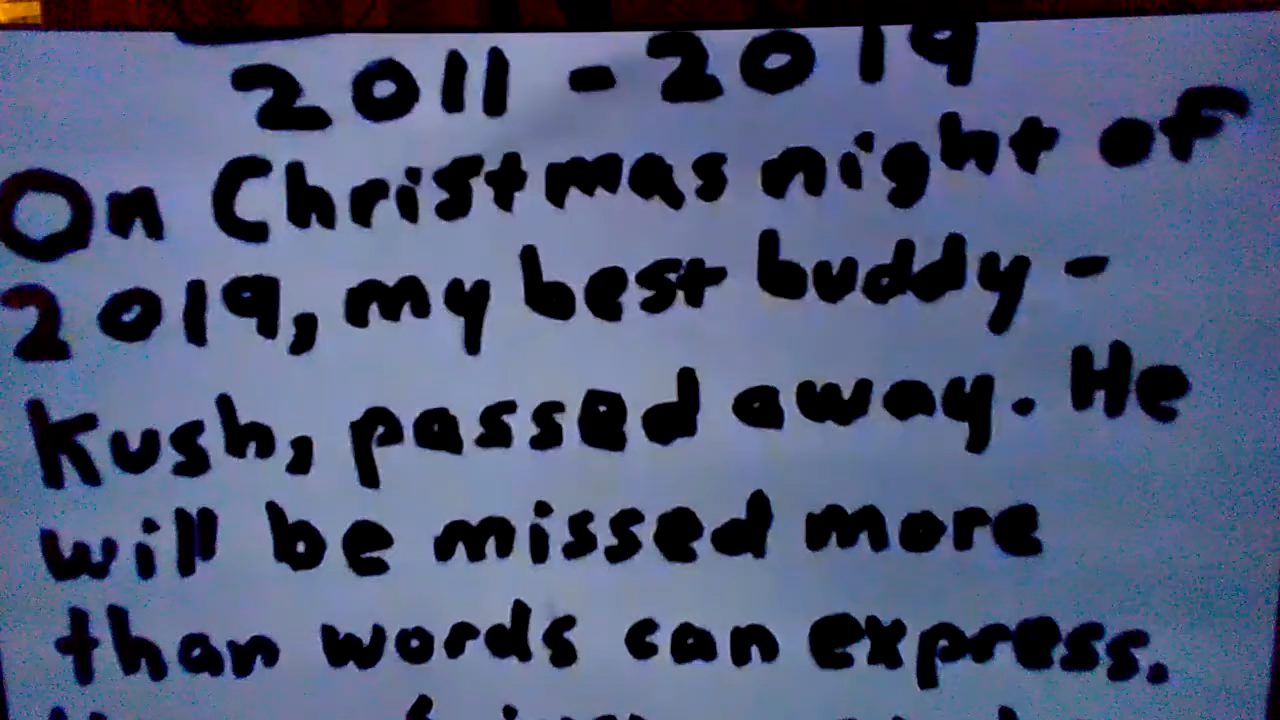 2011 - 2019
On Christmas night of
2019, my best buddy -
Kush, passed away. He
will be missed more
than words can express.